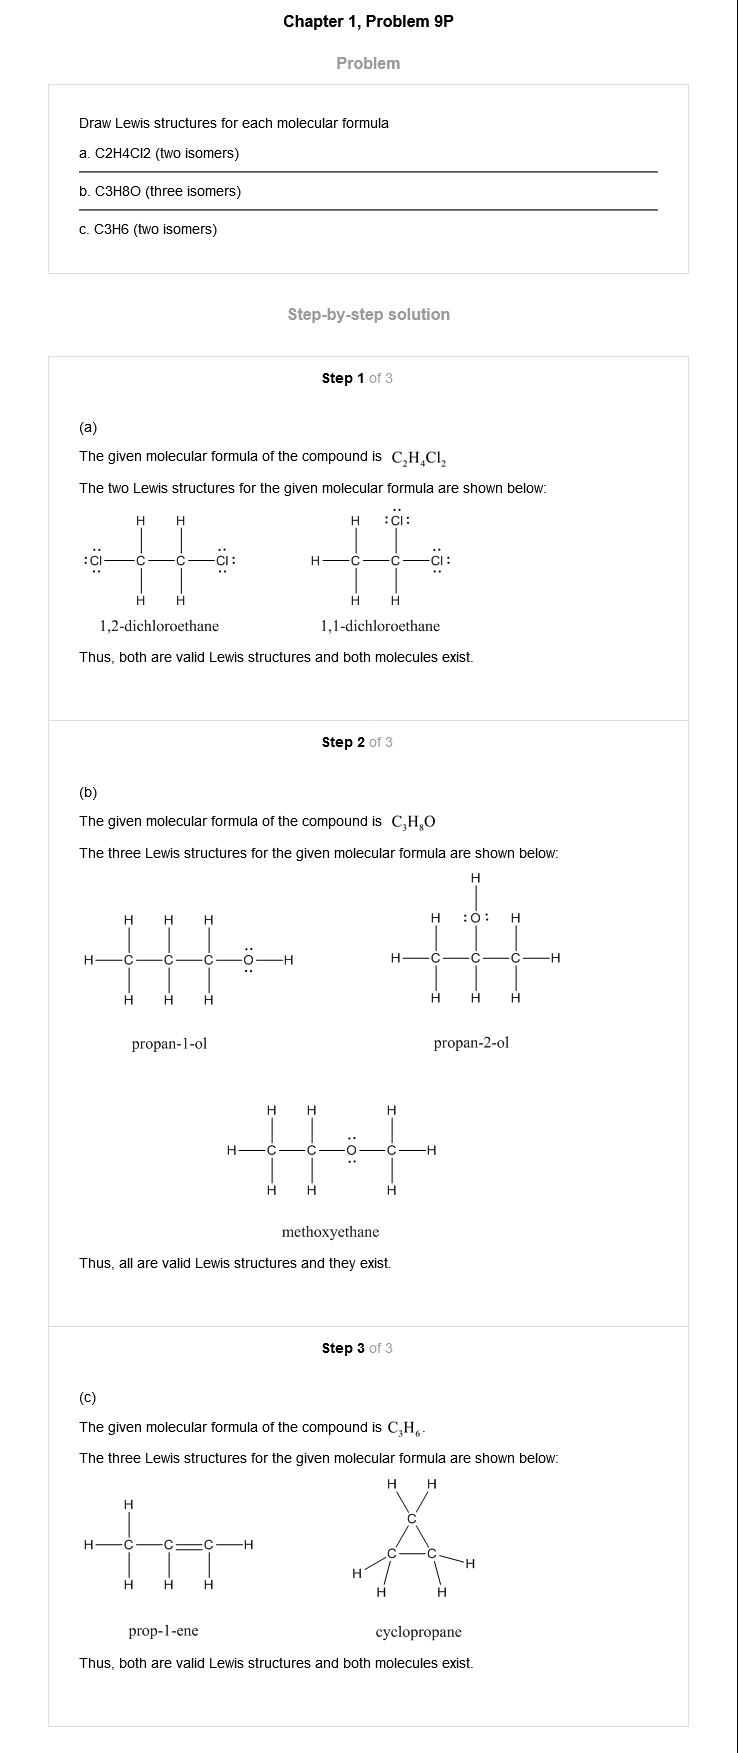 Chapter 1, Problem 9P
Problem
Draw Lewis structures for each molecular formula
a. C2H4Cl2 (two isomers)
b. C3H8O (three isomers)
c. C3H6 (two isomers)
Step-by-step solution
Step 1 of 3
(a)
The given molecular formula of the compound is C₂H₄Cl₂
The two Lewis structures for the given molecular formula are shown below:
H H H :Cl:
:Cl C C Cl: H C C Cl:
H H H H
1,2-dichloroethane 1,1-dichloroethane
Thus, both are valid Lewis structures and both molecules exist.
Step 2 of 3
(b)
The given molecular formula of the compound is C₃H₈O
The three Lewis structures for the given molecular formula are shown below:
H
H H H H :O: H
H C C C O H H C C C H
H H H H H H
propan-1-ol propan-2-ol
H H H
H C C O C H
H H H
methoxyethane
Thus, all are valid Lewis structures and they exist.
Step 3 of 3
(c)
The given molecular formula of the compound is C₃H₆.
The three Lewis structures for the given molecular formula are shown below:
H H
H C
H C C C H C C H
H H H H H H
prop-1-ene cyclopropane
Thus, both are valid Lewis structures and both molecules exist.